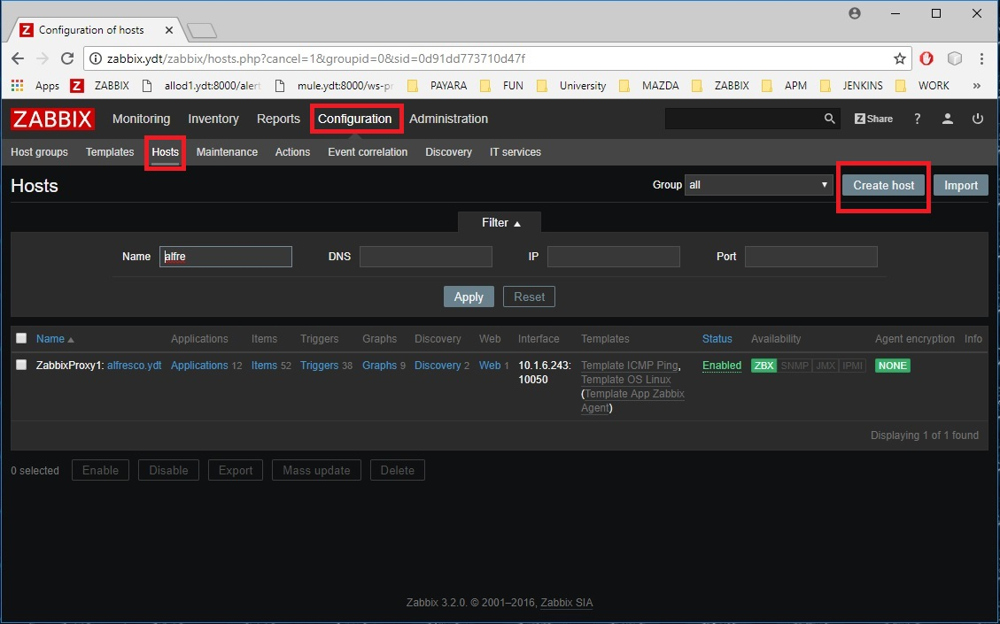 Configuration of hosts
zabbix.ydt/zabbix/hosts.php?cancel=1&groupid=0&sid=0d91dd773710d47f
Apps Z ZABBIX allod1.ydt:8000/alert mule.ydt:8000/ws-pr PAYARA FUN University MAZDA ZABBIX APM JENKINS WORK »
ZABBIX Monitoring Inventory Reports Configuration Administration Z Share ?
Host groups Templates Hosts Maintenance Actions Event correlation Discovery IT services
Hosts Group all Create host Import
Filter
Name alfre DNS IP Port
Apply Reset
Name Applications Items Triggers Graphs Discovery Web Interface Templates Status Availability Agent encryption Info
ZabbixProxy1: alfresco.ydt Applications 12 Items 52 Triggers 38 Graphs 9 Discovery 2 Web 1 10.1.6.243: Template ICMP Ping, Enabled ZBX SNMP JMX IPMI NONE
10050 Template OS Linux
(Template App Zabbix
Agent)
Displaying 1 of 1 found
0 selected Enable Disable Export Mass update Delete
Zabbix 3.2.0. © 2001–2016, Zabbix SIA